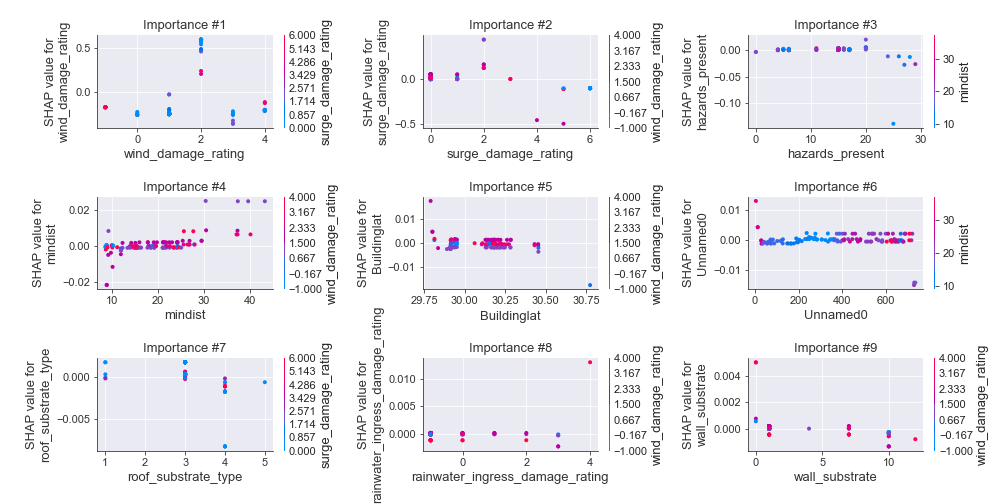 Importance #1
SHAP value for
wind_damage_rating
0.5
0.0
0
2
4
wind_damage_rating
6.000
5.143
4.286
3.429
2.571
1.714
0.857
0.000
surge_damage_rating
Importance #2
SHAP value for
surge_damage_rating
0.0
−0.5
0
2
4
6
surge_damage_rating
4.000
3.167
2.333
1.500
0.667
−0.167
−1.000
wind_damage_rating
Importance #3
SHAP value for
hazards_present
0.00
−0.05
−0.10
0
10
20
30
hazards_present
30
20
10
mindist
Importance #4
SHAP value for
mindist
0.02
0.00
−0.02
10
20
30
40
mindist
4.000
3.167
2.333
1.500
0.667
−0.167
−1.000
wind_damage_rating
Importance #5
SHAP value for
Buildinglat
0.01
0.00
−0.01
29.75
30.00
30.25
30.50
30.75
Buildinglat
4.000
3.167
2.333
1.500
0.667
−0.167
−1.000
wind_damage_rating
Importance #6
SHAP value for
Unnamed0
0.01
0.00
−0.01
0
200
400
600
Unnamed0
30
20
10
mindist
Importance #7
SHAP value for
roof_substrate_type
0.000
−0.005
1
2
3
4
5
roof_substrate_type
6.000
5.143
4.286
3.429
2.571
1.714
0.857
0.000
surge_damage_rating
Importance #8
SHAP value for
rainwater_ingress_damage_rating
0.010
0.005
0.000
0
2
4
rainwater_ingress_damage_rating
4.000
3.167
2.333
1.500
0.667
−0.167
−1.000
wind_damage_rating
Importance #9
SHAP value for
wall_substrate
0.004
0.002
0.000
0
5
10
wall_substrate
4.000
3.167
2.333
1.500
0.667
−0.167
−1.000
wind_damage_rating